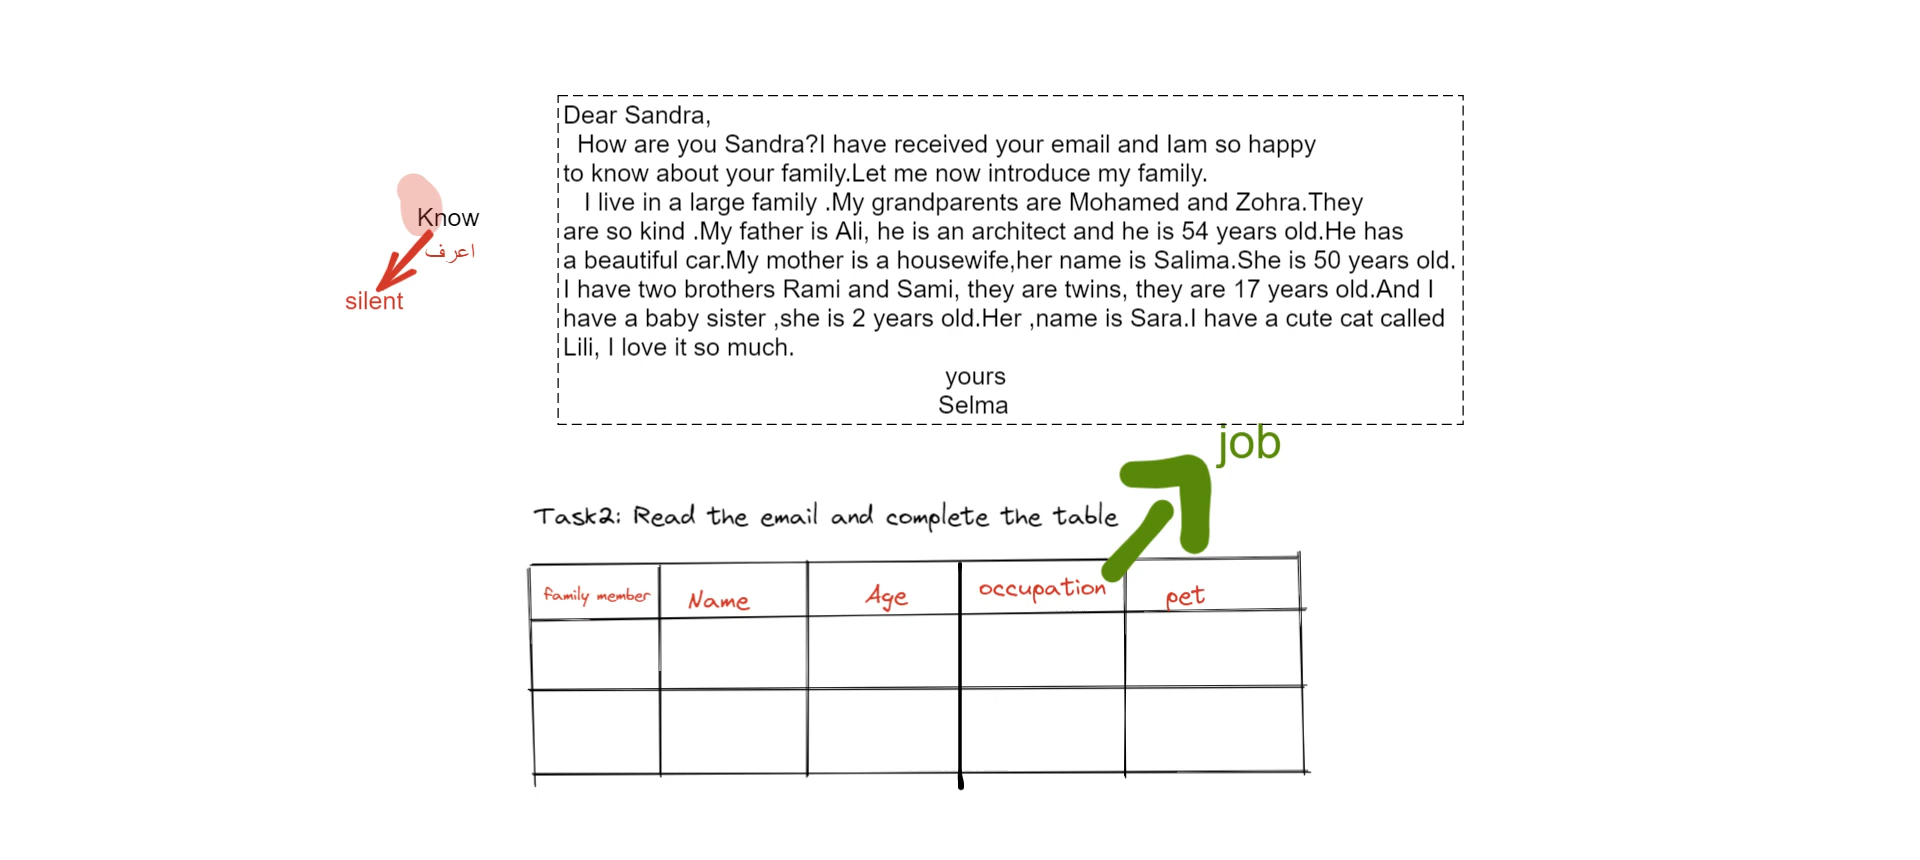 Dear Sandra,
How are you Sandra?I have received your email and Iam so happy
to know about your family.Let me now introduce my family.
I live in a large family .My grandparents are Mohamed and Zohra.They
are so kind .My father is Ali, he is an architect and he is 54 years old.He has
a beautiful car.My mother is a housewife,her name is Salima.She is 50 years old.
I have two brothers Rami and Sami, they are twins, they are 17 years old.And I
have a baby sister ,she is 2 years old.Her ,name is Sara.I have a cute cat called
Lili, I love it so much.
yours
Selma
Know
اعرف
silent
job
Task2: Read the email and complete the table
family member Name Age occupation pet